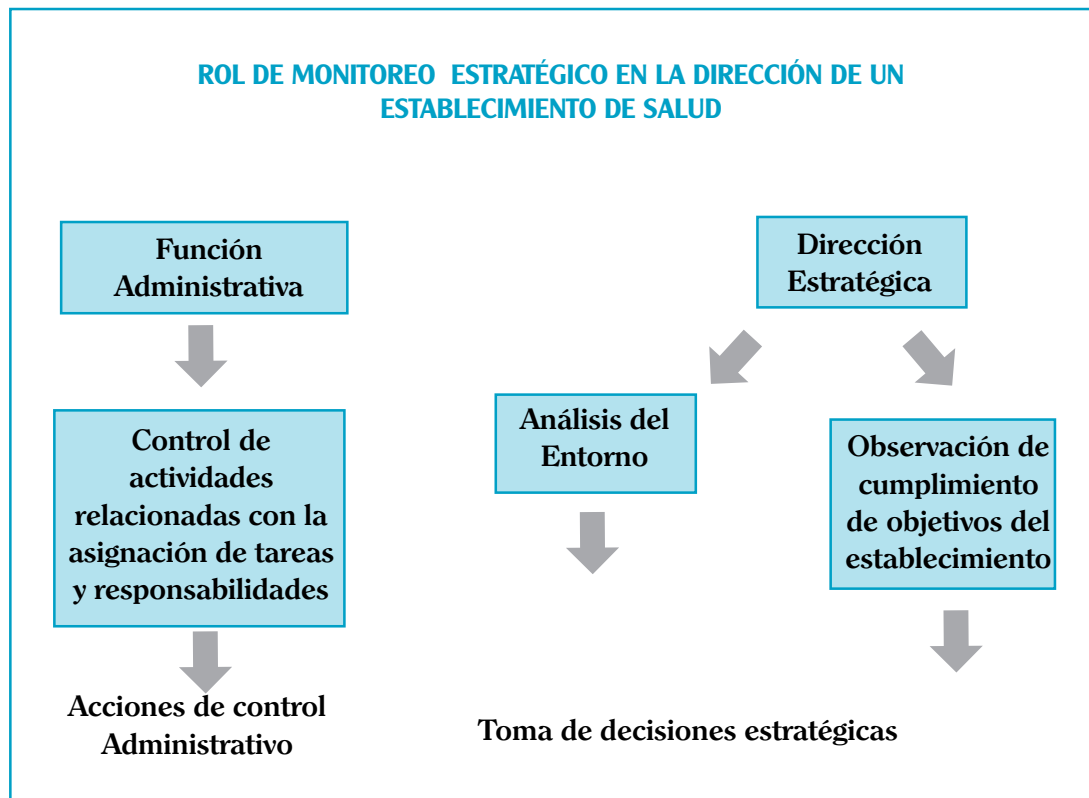 ROL DE MONITOREO ESTRATÉGICO EN LA DIRECCIÓN DE UN
ESTABLECIMIENTO DE SALUD
Función
Administrativa
Dirección
Estratégica
Control de
actividades
relacionadas con la
asignación de tareas
y responsabilidades
Análisis del
Entorno
Observación de
cumplimiento
de objetivos del
establecimiento
Acciones de control
Administrativo
Toma de decisiones estratégicas